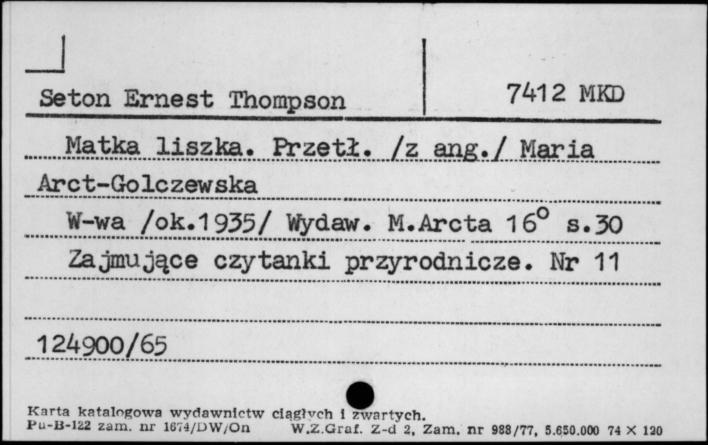 Seton Ernest Thompson 7412 MKD
Matka liszka. Przetł. /z ang./ Maria
Arct-Golczewska
W-wa /ok.1935/ Wydaw. M.Arcta 16° s.30
Zajmujące czytanki przyrodnicze. Nr 11
124900/65
Karta katalogowa wydawnictw ciągłych i zwartych.
Pu-B-122 zam. nr 1674/DW/On W.Z.Graf. Z-d 2, Zam. nr 988/77, 5.650.000 74 X 120